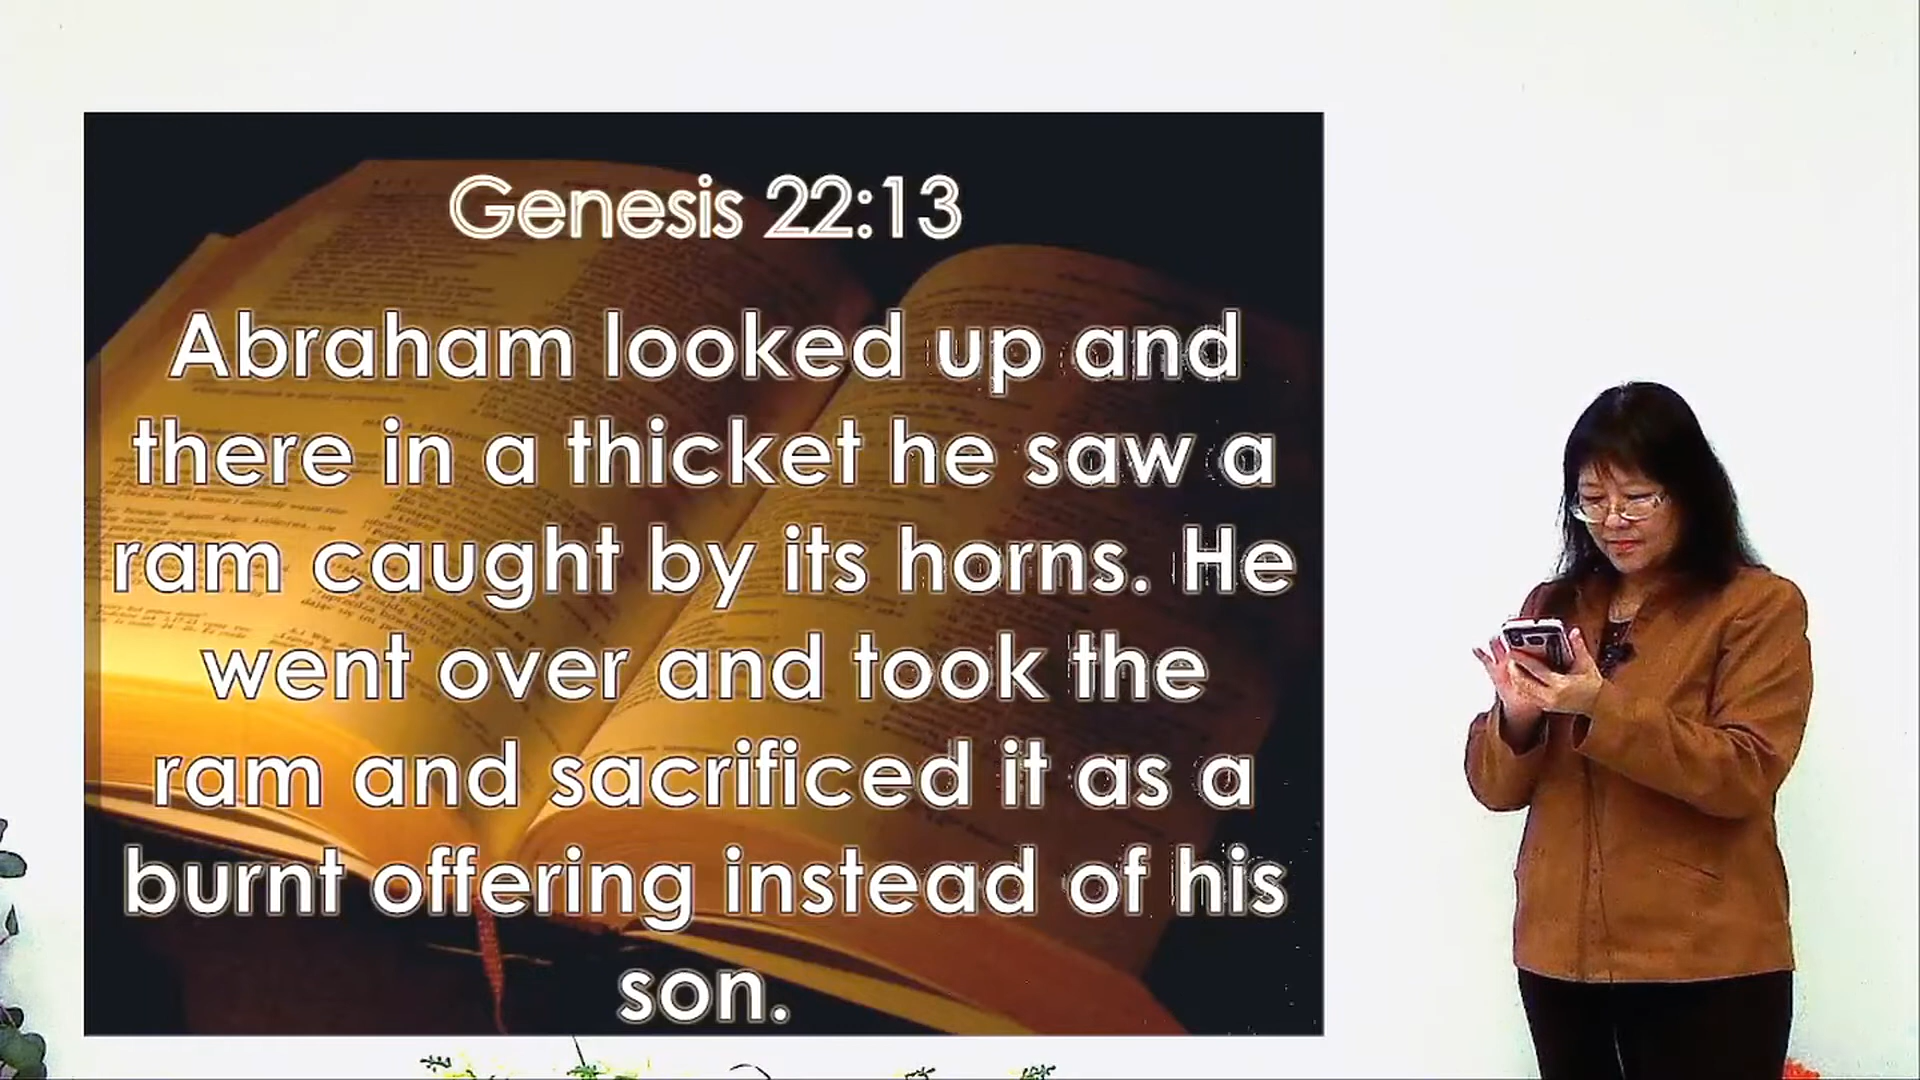 Genesis 22:13
Abraham looked up and
there in a thicket he saw a
ram caught by its horns. He
went over and took the
ram and sacrificed it as a
burnt offering instead of his
son.